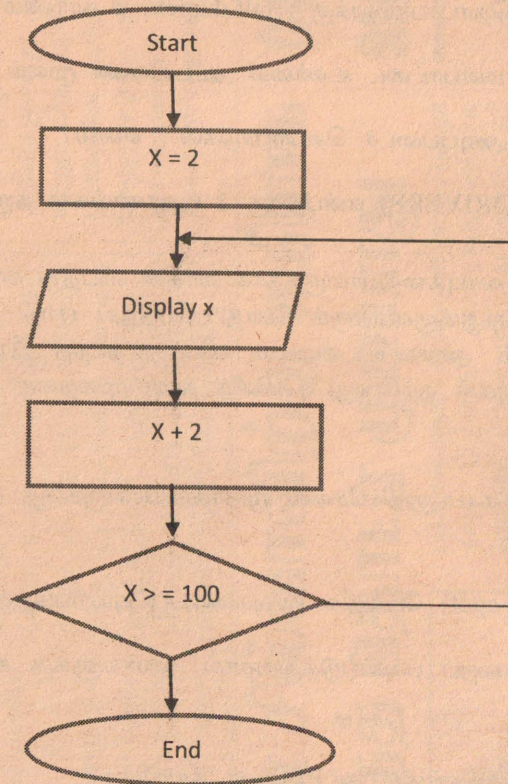 Start
X = 2
Display x
X + 2
X > = 100
End